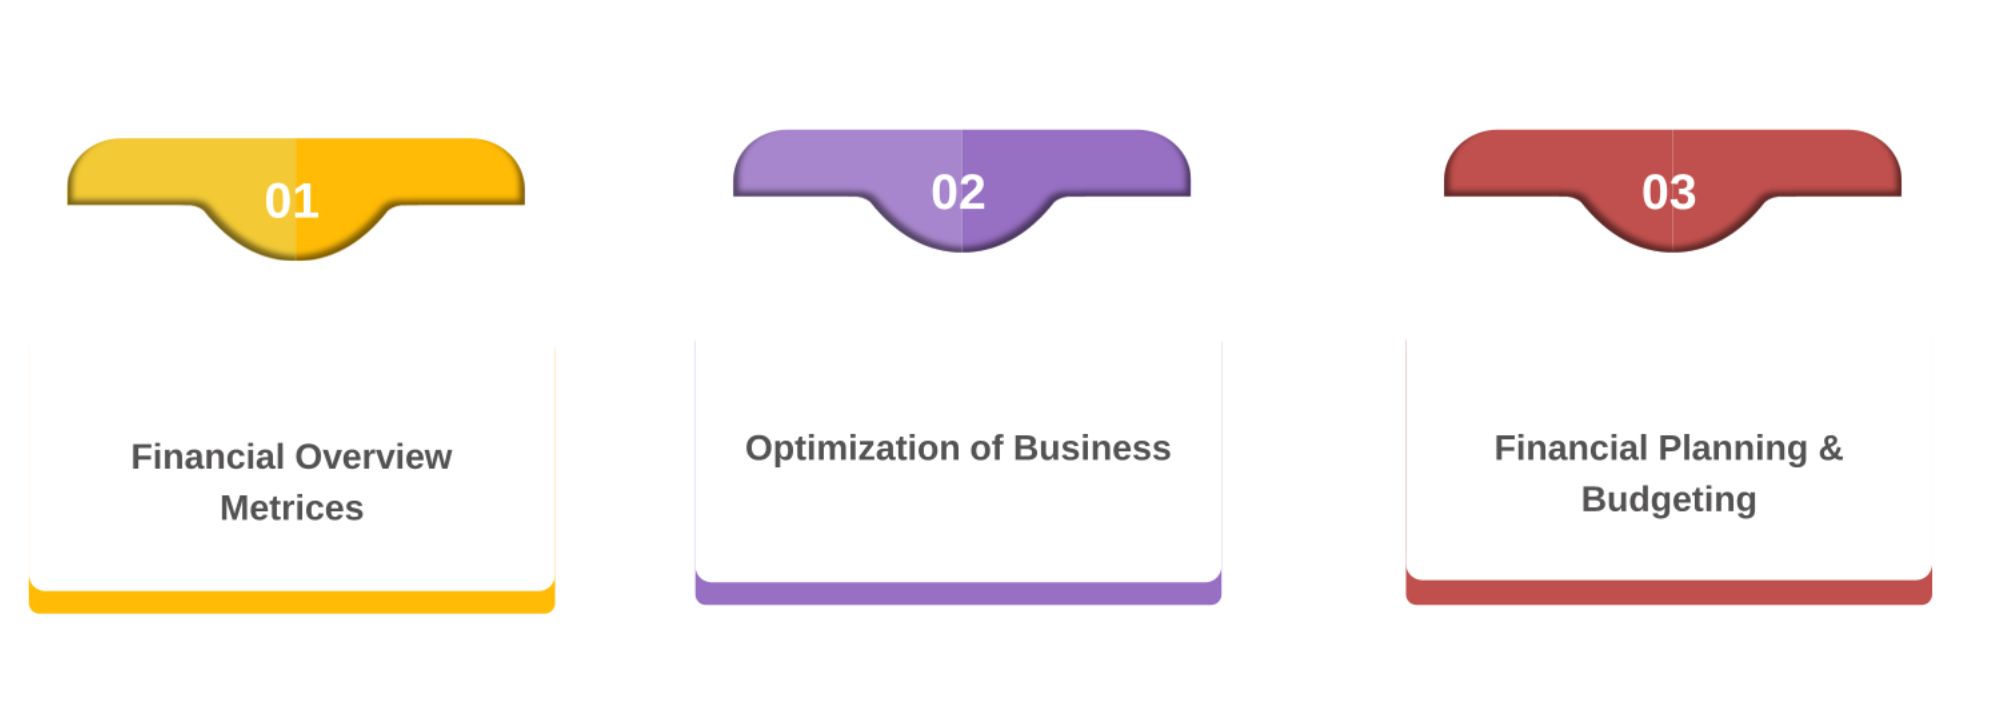 01
Financial Overview
Metrices
02
Optimization of Business
03
Financial Planning &
Budgeting